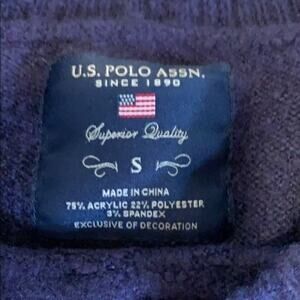 U.S. POLO ASSN.
SINCE 1890
Superior Quality
S
MADE IN CHINA
75% ACRYLIC 22% POLYESTER
3% SPANDEX
EXCLUSIVE OF DECORATION